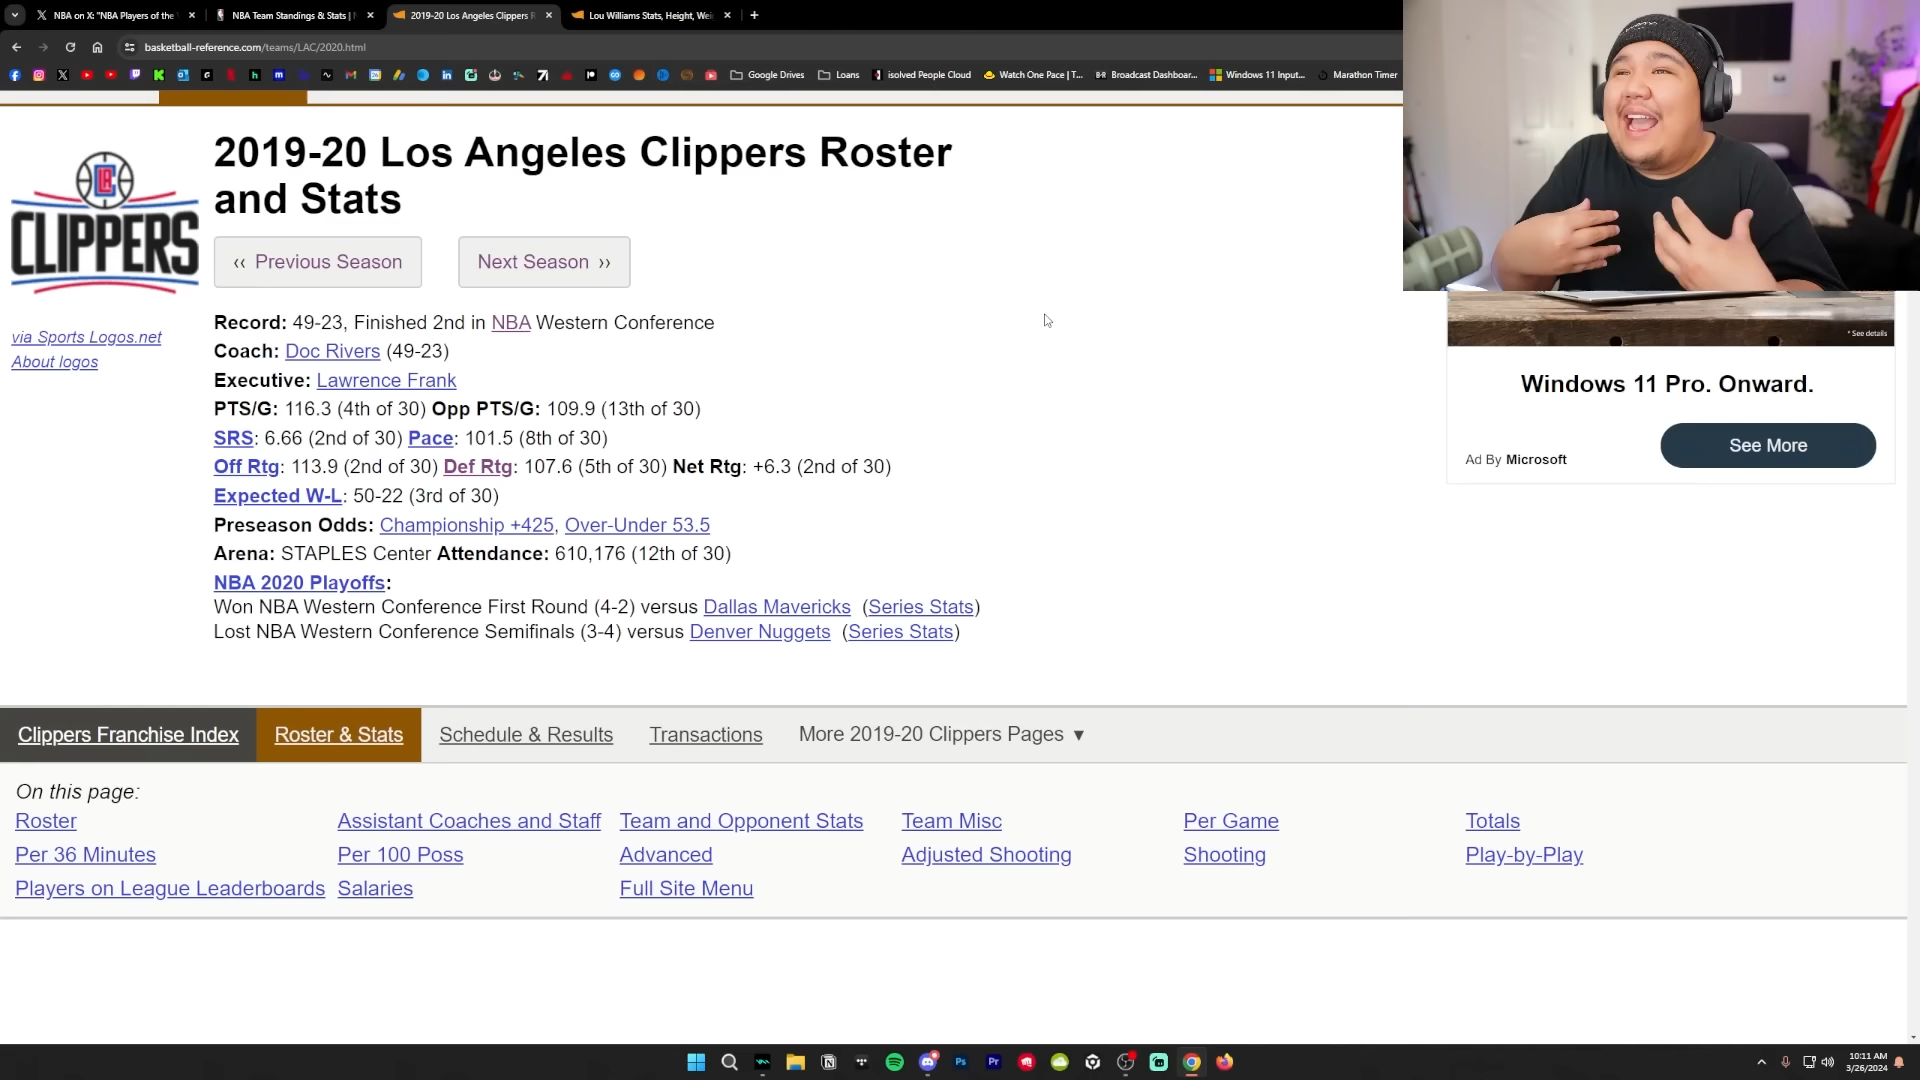 NBA on X: "NBA Players of the
NBA Team Standings & Stats |
2019-20 Los Angeles Clippers R
Lou Williams Stats, Height, Wei
basketball-reference.com/teams/LAC/2020.html
Google Drives
Loans
isolved People Cloud
Watch One Pace | T...
B-R Broadcast Dashboar...
Windows 11 Input...
Marathon Timer
LA
CLIPPERS
via Sports Logos.net
About logos
2019-20 Los Angeles Clippers Roster
and Stats
‹‹ Previous Season
Next Season ››
Record: 49-23, Finished 2nd in NBA Western Conference
Coach: Doc Rivers (49-23)
Executive: Lawrence Frank
PTS/G: 116.3 (4th of 30) Opp PTS/G: 109.9 (13th of 30)
SRS: 6.66 (2nd of 30) Pace: 101.5 (8th of 30)
Off Rtg: 113.9 (2nd of 30) Def Rtg: 107.6 (5th of 30) Net Rtg: +6.3 (2nd of 30)
Expected W-L: 50-22 (3rd of 30)
Preseason Odds: Championship +425, Over-Under 53.5
Arena: STAPLES Center Attendance: 610,176 (12th of 30)
NBA 2020 Playoffs:
Won NBA Western Conference First Round (4-2) versus Dallas Mavericks (Series Stats)
Lost NBA Western Conference Semifinals (3-4) versus Denver Nuggets (Series Stats)
* See details
Windows 11 Pro. Onward.
Ad By Microsoft
See More
Clippers Franchise Index
Roster & Stats
Schedule & Results
Transactions
More 2019-20 Clippers Pages ▼
On this page:
Roster
Assistant Coaches and Staff
Team and Opponent Stats
Team Misc
Per Game
Totals
Per 36 Minutes
Per 100 Poss
Advanced
Adjusted Shooting
Shooting
Play-by-Play
Players on League Leaderboards
Salaries
Full Site Menu
Ps
Pr
10:11 AM
3/26/2024